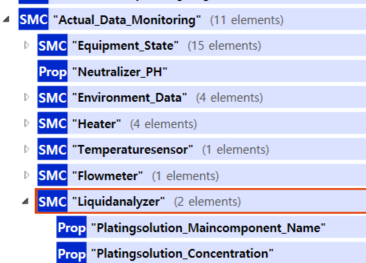 SMC "Actual_Data_Monitoring" (11 elements)
SMC "Equipment_State" (15 elements)
Prop "Neutralizer_PH"
SMC "Environment_Data" (4 elements)
SMC "Heater" (4 elements)
SMC "Temperaturesensor" (1 elements)
SMC "Flowmeter" (1 elements)
SMC "Liquidanalyzer" (2 elements)
Prop "Platingsolution_Maincomponent_Name"
Prop "Platingsolution_Concentration"